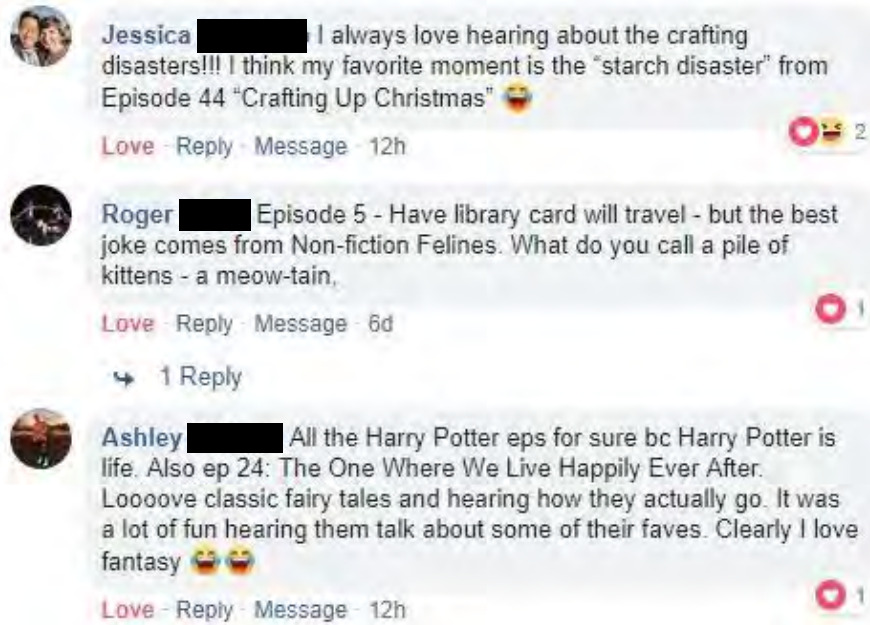 Jessica I always love hearing about the crafting
disasters!!! I think my favorite moment is the “starch disaster” from
Episode 44 “Crafting Up Christmas” 😂
2
Love · Reply · Message · 12h
Roger Episode 5 - Have library card will travel - but the best
joke comes from Non-fiction Felines. What do you call a pile of
kittens - a meow-tain,
1
Love · Reply · Message · 6d
1 Reply
Ashley All the Harry Potter eps for sure bc Harry Potter is
life. Also ep 24: The One Where We Live Happily Ever After.
Loooove classic fairy tales and hearing how they actually go. It was
a lot of fun hearing them talk about some of their faves. Clearly I love
fantasy 😂😂
1
Love · Reply · Message · 12h